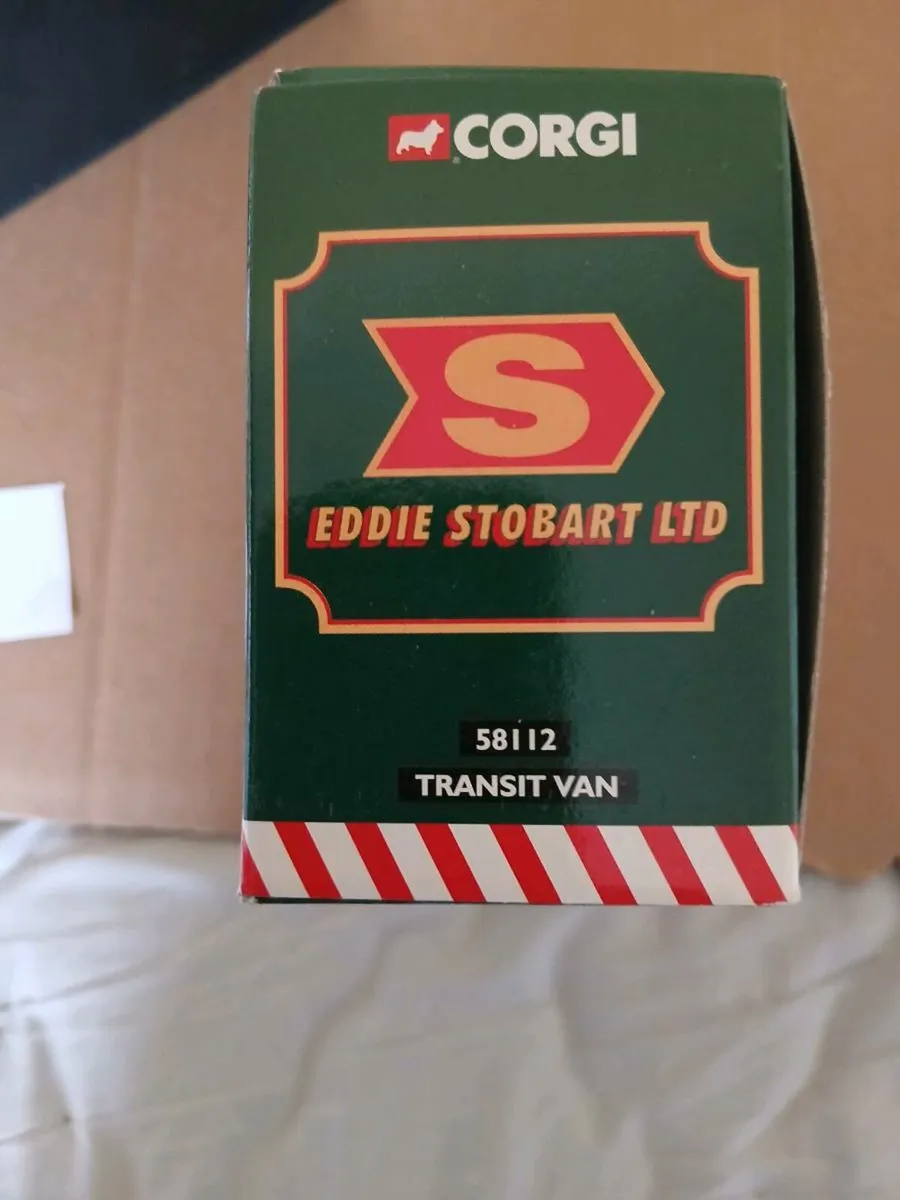 CORGI
S
EDDIE STOBART LTD
58112
TRANSIT VAN